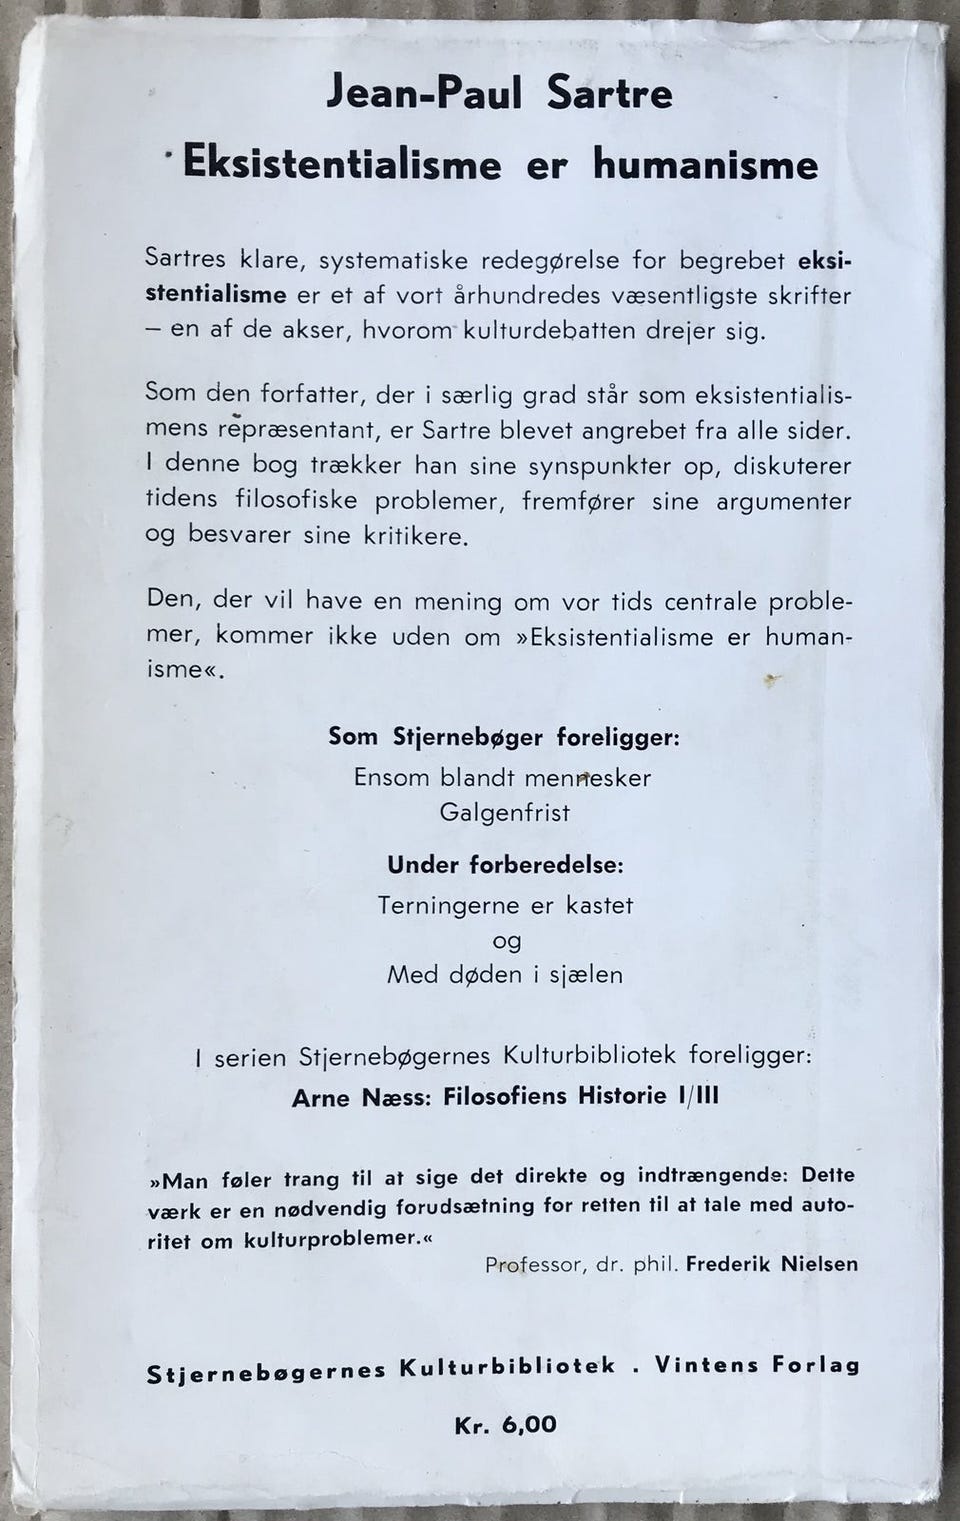 Jean-Paul Sartre
Eksistentialisme er humanisme
Sartres klare, systematiske redegørelse for begrebet eksi-
stentialisme er et af vort århundredes væsentligste skrifter
– en af de akser, hvorom kulturdebatten drejer sig.
Som den forfatter, der i særlig grad står som eksistentialis-
mens repræsentant, er Sartre blevet angrebet fra alle sider.
I denne bog trækker han sine synspunkter op, diskuterer
tidens filosofiske problemer, fremfører sine argumenter
og besvarer sine kritikere.
Den, der vil have en mening om vor tids centrale proble-
mer, kommer ikke uden om »Eksistentialisme er human-
isme«.
Som Stjernebøger foreligger:
Ensom blandt mennesker
Galgenfrist
Under forberedelse:
Terningerne er kastet
og
Med døden i sjælen
I serien Stjernebøgernes Kulturbibliotek foreligger:
Arne Næss: Filosofiens Historie I/III
»Man føler trang til at sige det direkte og indtrængende: Dette
værk er en nødvendig forudsætning for retten til at tale med auto-
ritet om kulturproblemer.«
Professor, dr. phil. Frederik Nielsen
Stjernebøgernes Kulturbibliotek . Vintens Forlag
Kr. 6,00